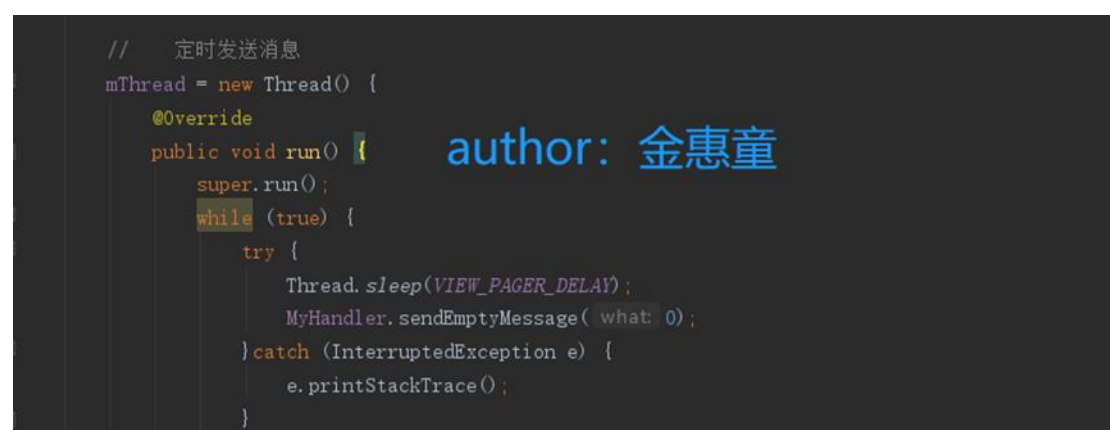 // 定时发送消息
mThread = new Thread() {
@Override
public void run() {
author：金惠童
super.run();
while (true) {
try {
Thread.sleep(VIEW_PAGER_DELAY);
MyHandler.sendEmptyMessage( what: 0);
}catch (InterruptedException e) {
e.printStackTrace();
}